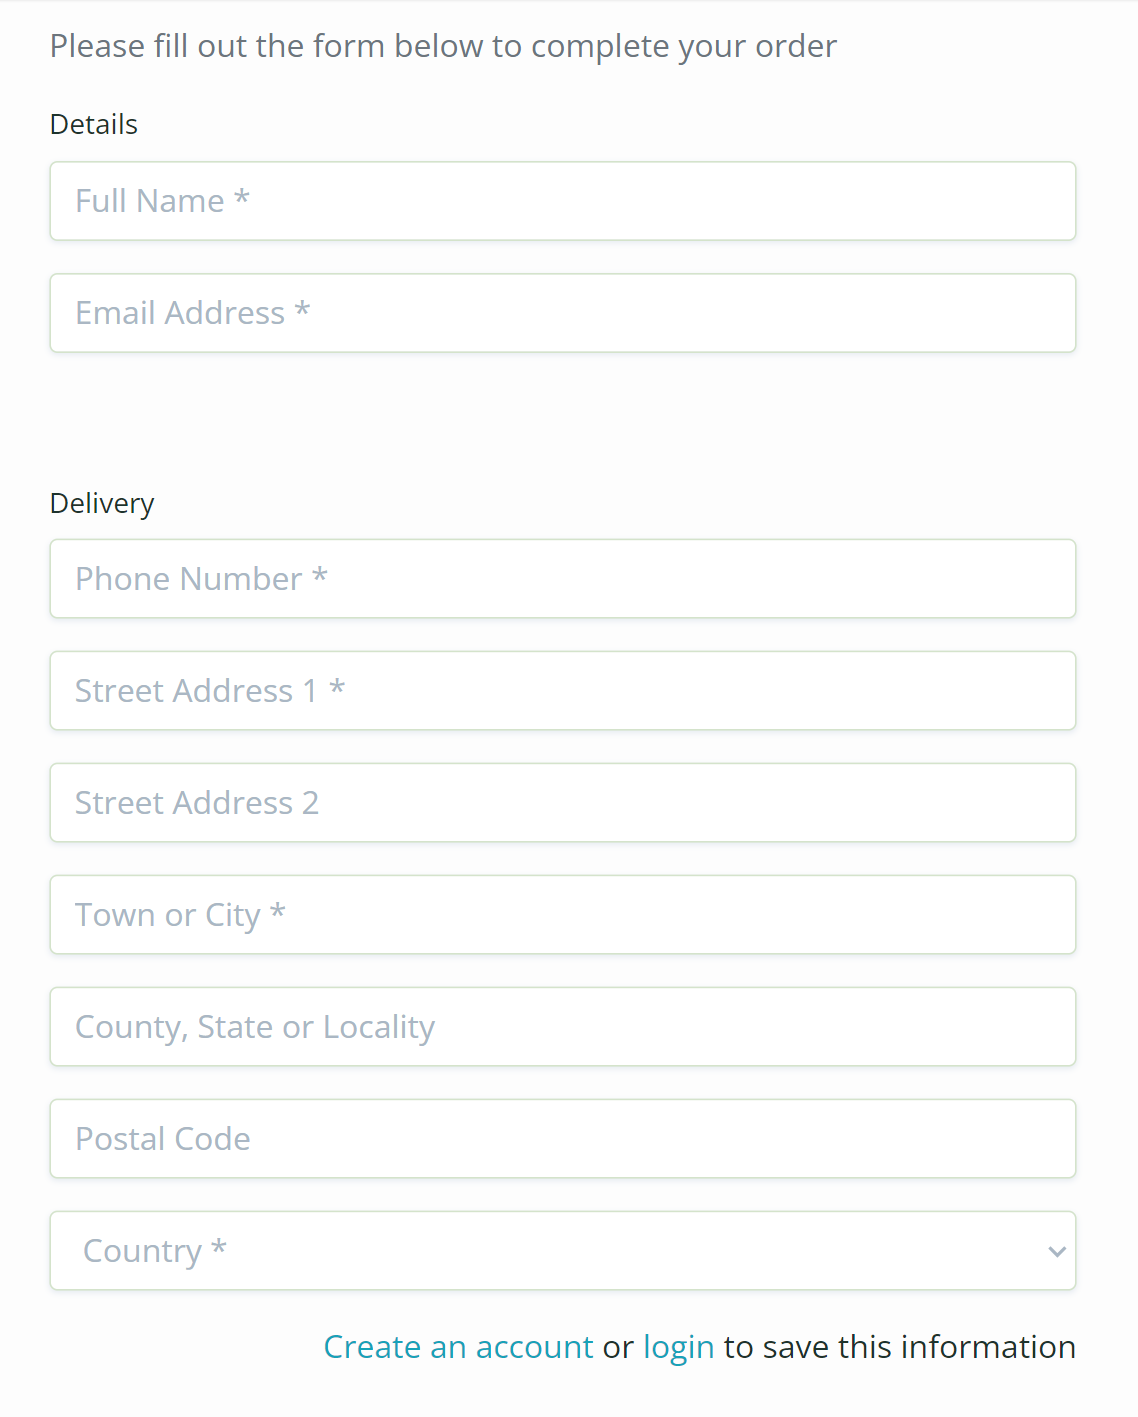 Please fill out the form below to complete your order
Details
Full Name *
Email Address *
Delivery
Phone Number *
Street Address 1 *
Street Address 2
Town or City *
County, State or Locality
Postal Code
Country *
Create an account or login to save this information